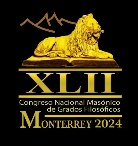 XLII
Congreso Nacional Masónico
de Grados Filosóficos
MONTERREY 2024